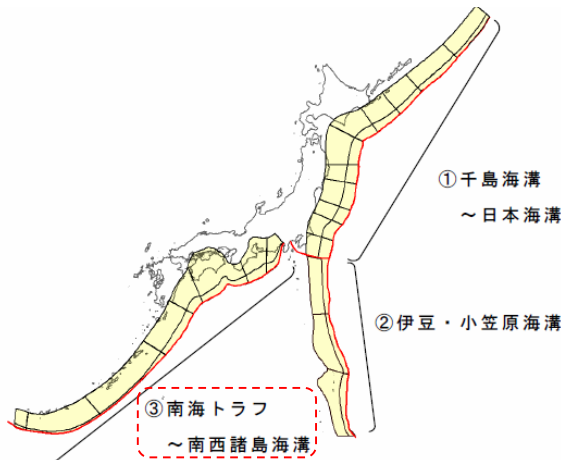 ①千島海溝
～日本海溝
②伊豆・小笠原海溝
③南海トラフ
～南西諸島海溝